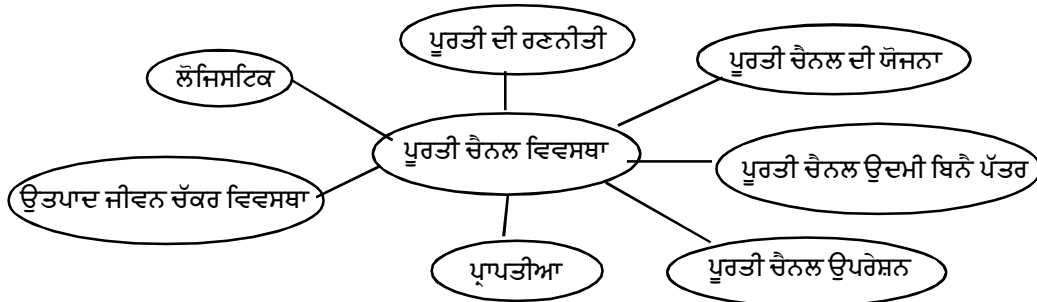 ਪੂਰਤੀ ਦੀ ਰਣਨੀਤੀ
ਪੂਰਤੀ ਚੈਨਲ ਦੀ ਯੋਜਨਾ
ਲੋਜਿਸਟਿਕ
ਪੂਰਤੀ ਚੈਨਲ ਵਿਵਸਥਾ
ਪੂਰਤੀ ਚੈਨਲ ਉਦਮੀ ਬਿਨੈ ਪੱਤਰ
ਉਤਪਾਦ ਜੀਵਨ ਚੱਕਰ ਵਿਵਸਥਾ
ਪ੍ਰਾਪਤੀਆ
ਪੂਰਤੀ ਚੈਨਲ ਉਪਰੇਸ਼ਨ